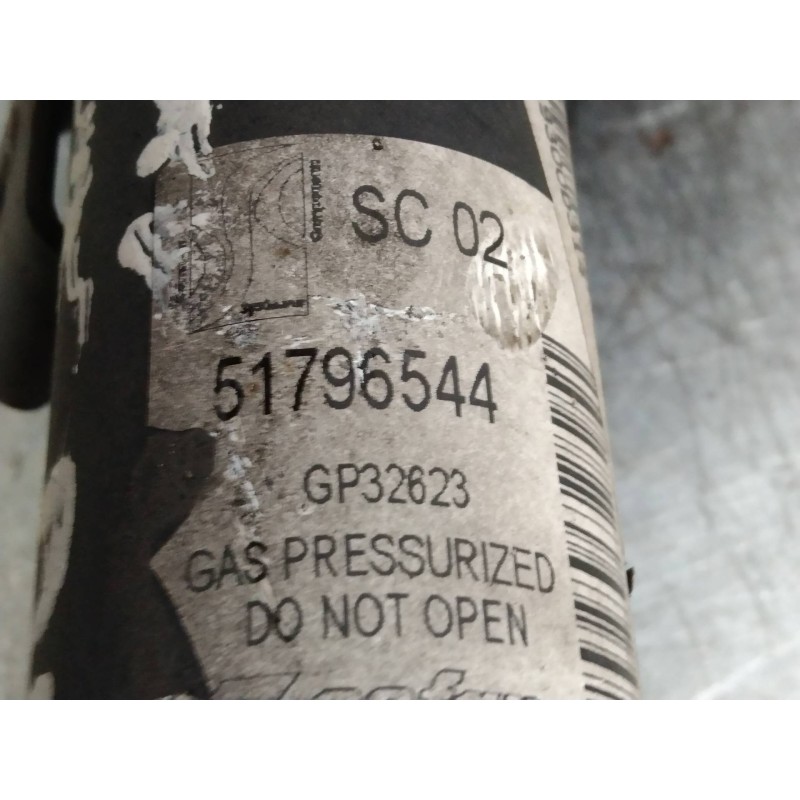 SC 02
51796544
GP32623
GAS PRESSURIZED
DO NOT OPEN